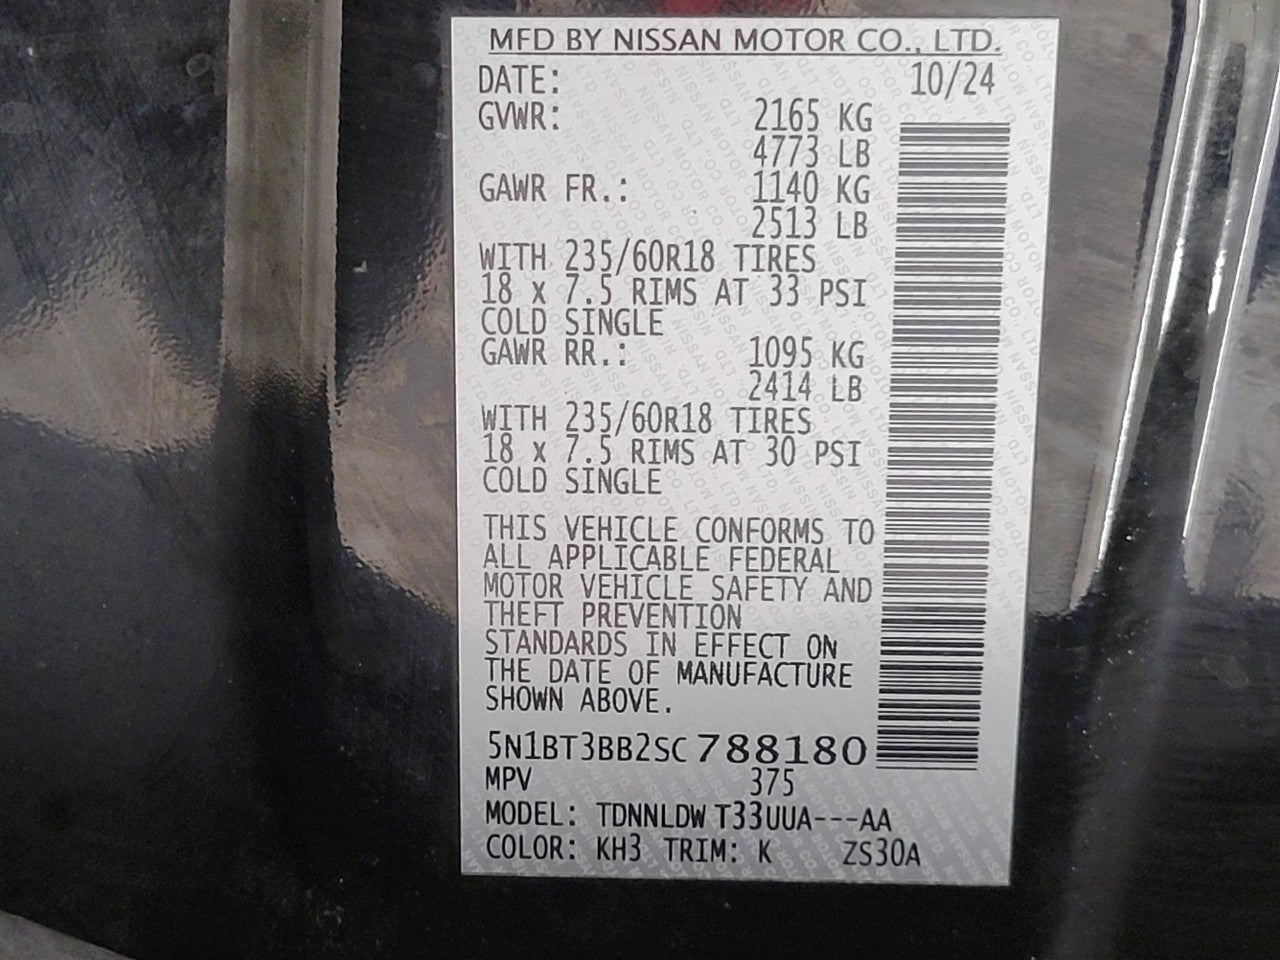 MFD BY NISSAN MOTOR CO., LTD.
DATE: 10/24
GVWR: 2165 KG
4773 LB
GAWR FR.: 1140 KG
2513 LB
WITH 235/60R18 TIRES
18 x 7.5 RIMS AT 33 PSI
COLD SINGLE
GAWR RR.: 1095 KG
2414 LB
WITH 235/60R18 TIRES
18 x 7.5 RIMS AT 30 PSI
COLD SINGLE
THIS VEHICLE CONFORMS TO
ALL APPLICABLE FEDERAL
MOTOR VEHICLE SAFETY AND
THEFT PREVENTION
STANDARDS IN EFFECT ON
THE DATE OF MANUFACTURE
SHOWN ABOVE.
5N1BT3BB2SC788180
MPV 375
MODEL: TDNNLDW T33UUA---AA
COLOR: KH3 TRIM: K ZS30A